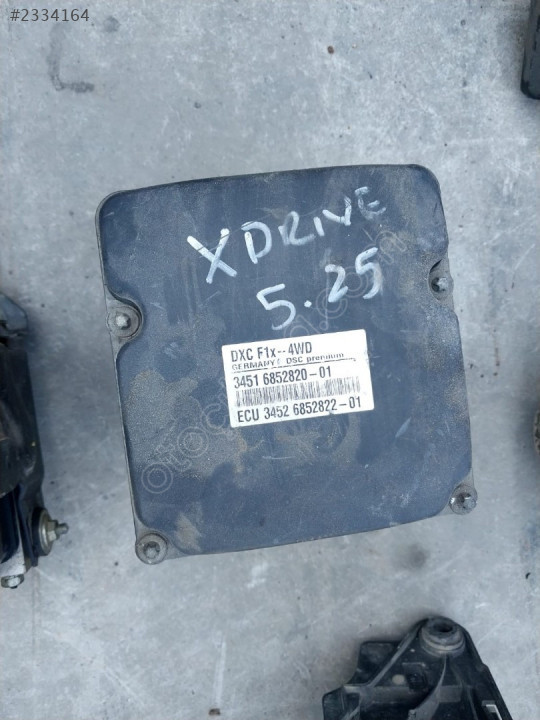 #2334164
XDRIVE
5.25
DXC F1x--4WD
GERMANY DSC premium
3451 6852820-01
ECU 3452 6852822-01